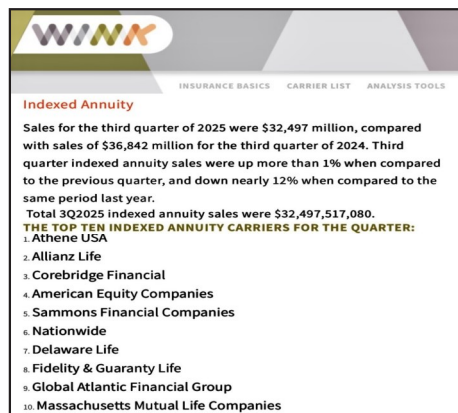 WINK
INSURANCE BASICS CARRIER LIST ANALYSIS TOOLS
Indexed Annuity
Sales for the third quarter of 2025 were $32,497 million, compared
with sales of $36,842 million for the third quarter of 2024. Third
quarter indexed annuity sales were up more than 1% when compared
to the previous quarter, and down nearly 12% when compared to the
same period last year.
Total 3Q2025 indexed annuity sales were $32,497,517,080.
THE TOP TEN INDEXED ANNUITY CARRIERS FOR THE QUARTER:
1. Athene USA
2. Allianz Life
3. Corebridge Financial
4. American Equity Companies
5. Sammons Financial Companies
6. Nationwide
7. Delaware Life
8. Fidelity & Guaranty Life
9. Global Atlantic Financial Group
10. Massachusetts Mutual Life Companies